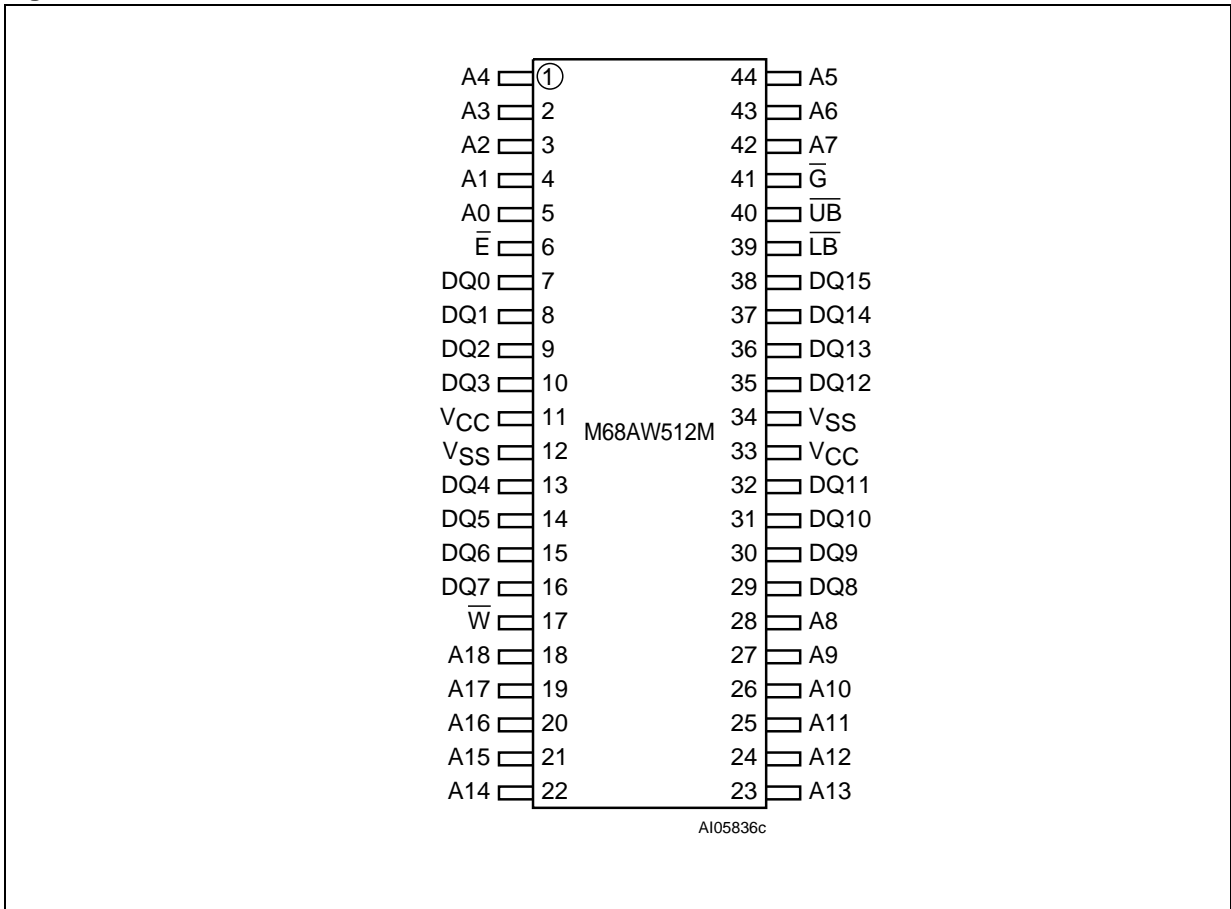 A4 1 44 A5
A3 2 43 A6
A2 3 42 A7
A1 4 41 G̅
A0 5 40 U̅B̅
E̅ 6 39 L̅B̅
DQ0 7 38 DQ15
DQ1 8 37 DQ14
DQ2 9 36 DQ13
DQ3 10 35 DQ12
VCC 11 34 VSS
M68AW512M
VSS 12 33 VCC
DQ4 13 32 DQ11
DQ5 14 31 DQ10
DQ6 15 30 DQ9
DQ7 16 29 DQ8
W̅ 17 28 A8
A18 18 27 A9
A17 19 26 A10
A16 20 25 A11
A15 21 24 A12
A14 22 23 A13
AI05836c